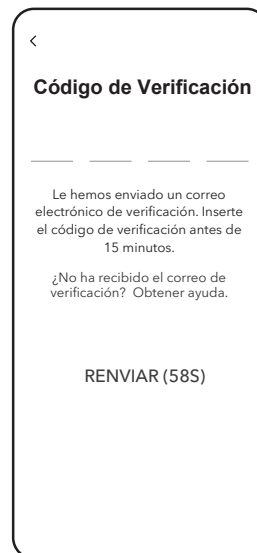 Código de Verificación
Le hemos enviado un correo
electrónico de verificación. Inserte
el código de verificación antes de
15 minutos.
¿No ha recibido el correo de
verificación? Obtener ayuda.
RENVIAR (58S)